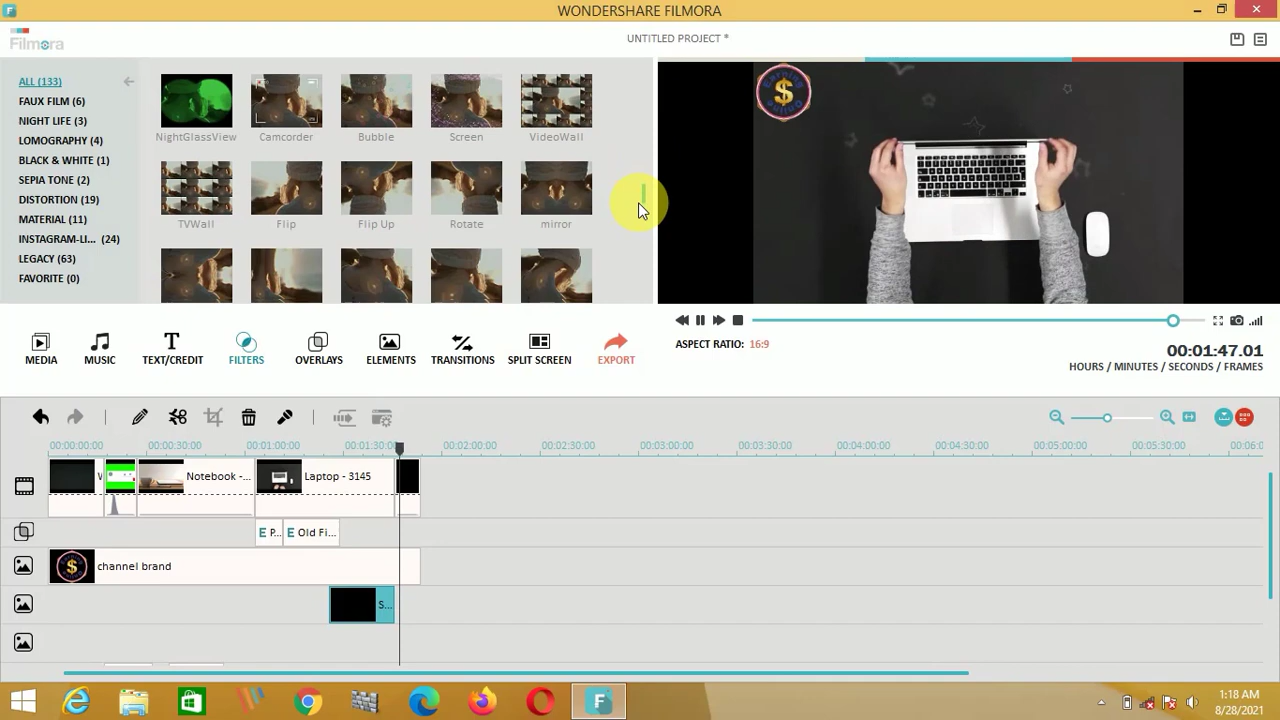 WONDERSHARE FILMORA
Filmora
UNTITLED PROJECT *
ALL (133)
FAUX FILM (6)
NIGHT LIFE (3)
LOMOGRAPHY (4)
BLACK & WHITE (1)
SEPIA TONE (2)
DISTORTION (19)
MATERIAL (11)
INSTAGRAM-LI... (24)
LEGACY (63)
FAVORITE (0)
NightGlassView Camcorder Bubble Screen VideoWall
TVWall Flip Flip Up Rotate mirror
MEDIA MUSIC TEXT/CREDIT FILTERS OVERLAYS ELEMENTS TRANSITIONS SPLIT SCREEN EXPORT
ASPECT RATIO: 16:9
00:01:47.01
HOURS / MINUTES / SECONDS / FRAMES
00:00:00:00 00:00:30:00 00:01:00:00 00:01:30:00 00:02:00:00 00:02:30:00 00:03:00:00 00:03:30:00 00:04:00:00 00:04:30:00 00:05:00:00 00:05:30:00 00:06:0
Notebook -... Laptop - 3145
P... Old Fi...
channel brand
S...
1:18 AM
8/28/2021